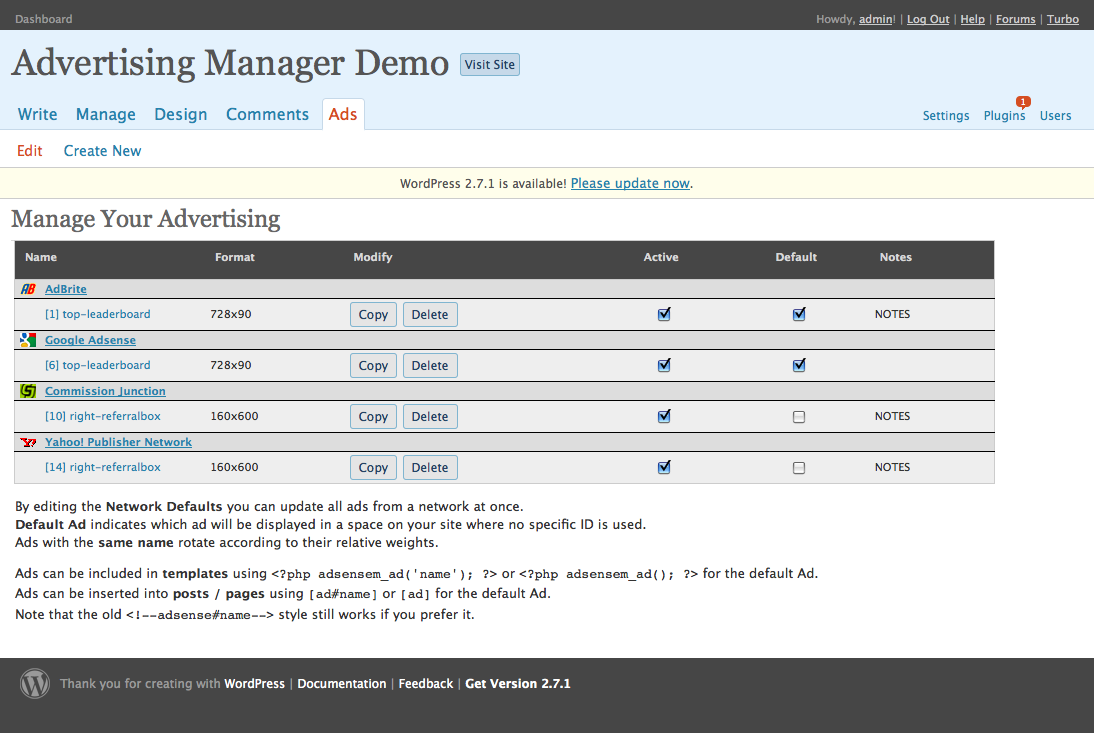 Dashboard Howdy, admin! | Log Out | Help | Forums | Turbo
Advertising Manager Demo Visit Site
Write Manage Design Comments Ads Settings Plugins 1 Users
Edit Create New
WordPress 2.7.1 is available! Please update now.
Manage Your Advertising
Name Format Modify Active Default Notes
AB AdBrite
[1] top-leaderboard 728x90 Copy Delete NOTES
Google Adsense
[6] top-leaderboard 728x90 Copy Delete
Commission Junction
[10] right-referralbox 160x600 Copy Delete NOTES
Y! Yahoo! Publisher Network
[14] right-referralbox 160x600 Copy Delete NOTES
By editing the Network Defaults you can update all ads from a network at once.
Default Ad indicates which ad will be displayed in a space on your site where no specific ID is used.
Ads with the same name rotate according to their relative weights.
Ads can be included in templates using <?php adsensem_ad('name'); ?> or <?php adsensem_ad(); ?> for the default Ad.
Ads can be inserted into posts / pages using [ad#name] or [ad] for the default Ad.
Note that the old <!--adsense#name--> style still works if you prefer it.
Thank you for creating with WordPress | Documentation | Feedback | Get Version 2.7.1